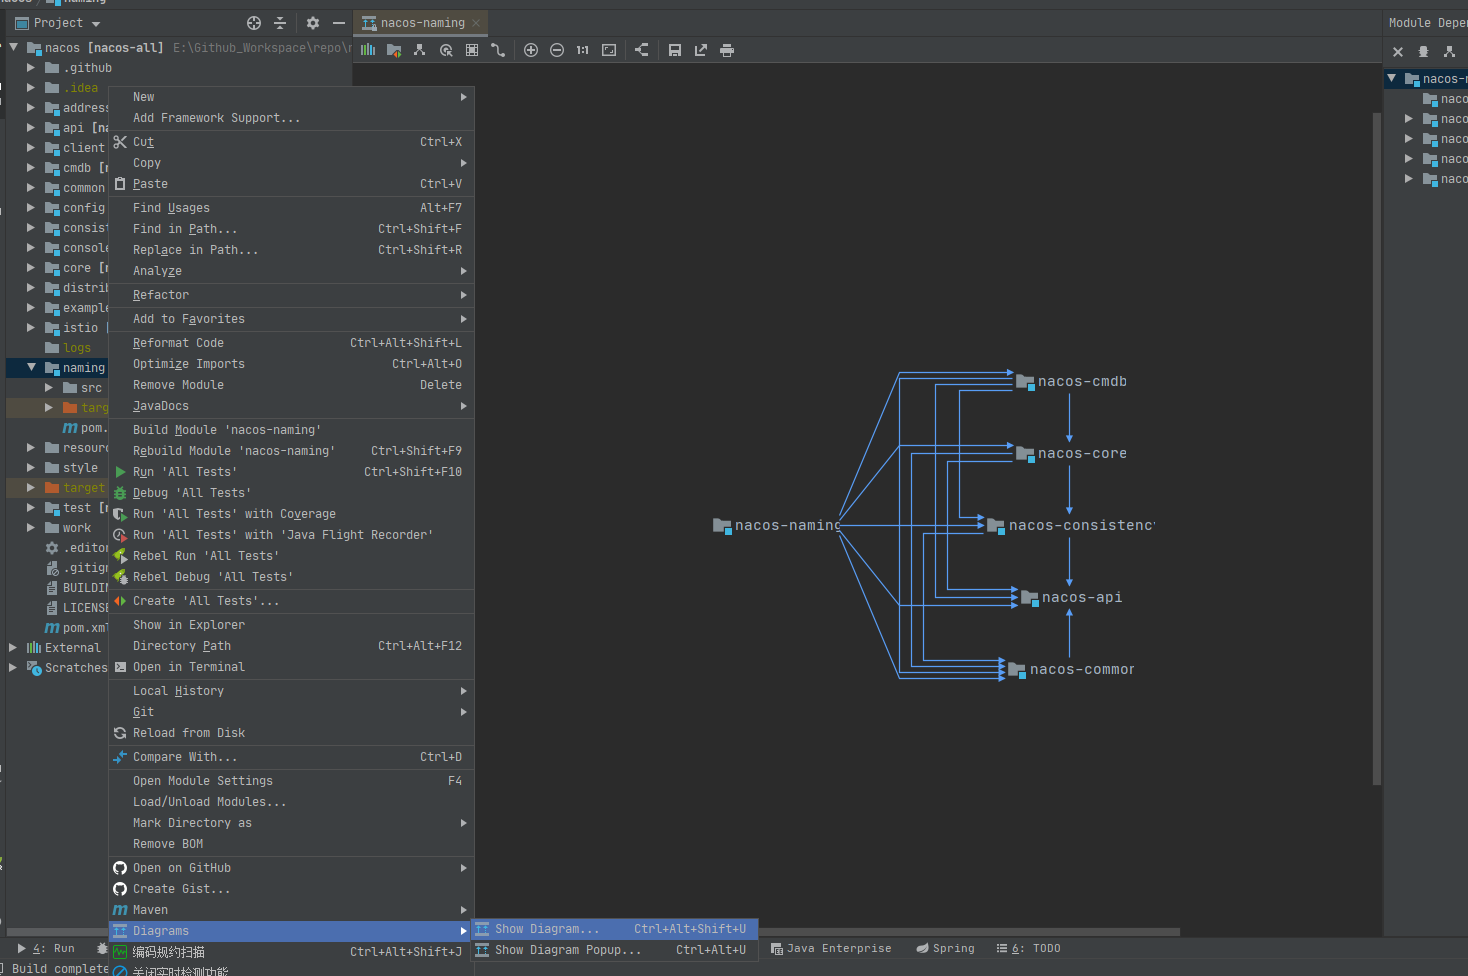 naming
Project
nacos-naming
Module Depe
nacos [nacos-all] E:\Github_Workspace\repo\
.github
.idea
address
api [na
client
cmdb [
common
config
consist
console
core [
distrib
example
istio
logs
naming
src
targ
pom.
resourc
style
target
test [
work
.editor
.gitign
BUILDIN
LICENSE
pom.xml
External
Scratches
New
Add Framework Support...
Cut Ctrl+X
Copy
Paste Ctrl+V
Find Usages Alt+F7
Find in Path... Ctrl+Shift+F
Replace in Path... Ctrl+Shift+R
Analyze
Refactor
Add to Favorites
Reformat Code Ctrl+Alt+Shift+L
Optimize Imports Ctrl+Alt+O
Remove Module Delete
JavaDocs
Build Module 'nacos-naming'
Rebuild Module 'nacos-naming' Ctrl+Shift+F9
Run 'All Tests' Ctrl+Shift+F10
Debug 'All Tests'
Run 'All Tests' with Coverage
Run 'All Tests' with 'Java Flight Recorder'
Rebel Run 'All Tests'
Rebel Debug 'All Tests'
Create 'All Tests'...
Show in Explorer
Directory Path Ctrl+Alt+F12
Open in Terminal
Local History
Git
Reload from Disk
Compare With... Ctrl+D
Open Module Settings F4
Load/Unload Modules...
Mark Directory as
Remove BOM
Open on GitHub
Create Gist...
Maven
Diagrams
编码规约扫描 Ctrl+Alt+Shift+J
关闭实时检测功能
Show Diagram... Ctrl+Alt+Shift+U
Show Diagram Popup... Ctrl+Alt+U
1:1
nacos-cmdb
nacos-core
nacos-naming
nacos-consistenc
nacos-api
nacos-common
nacos-n
naco
naco
naco
naco
naco
4: Run
Java Enterprise
Spring
6: TODO
Build complete